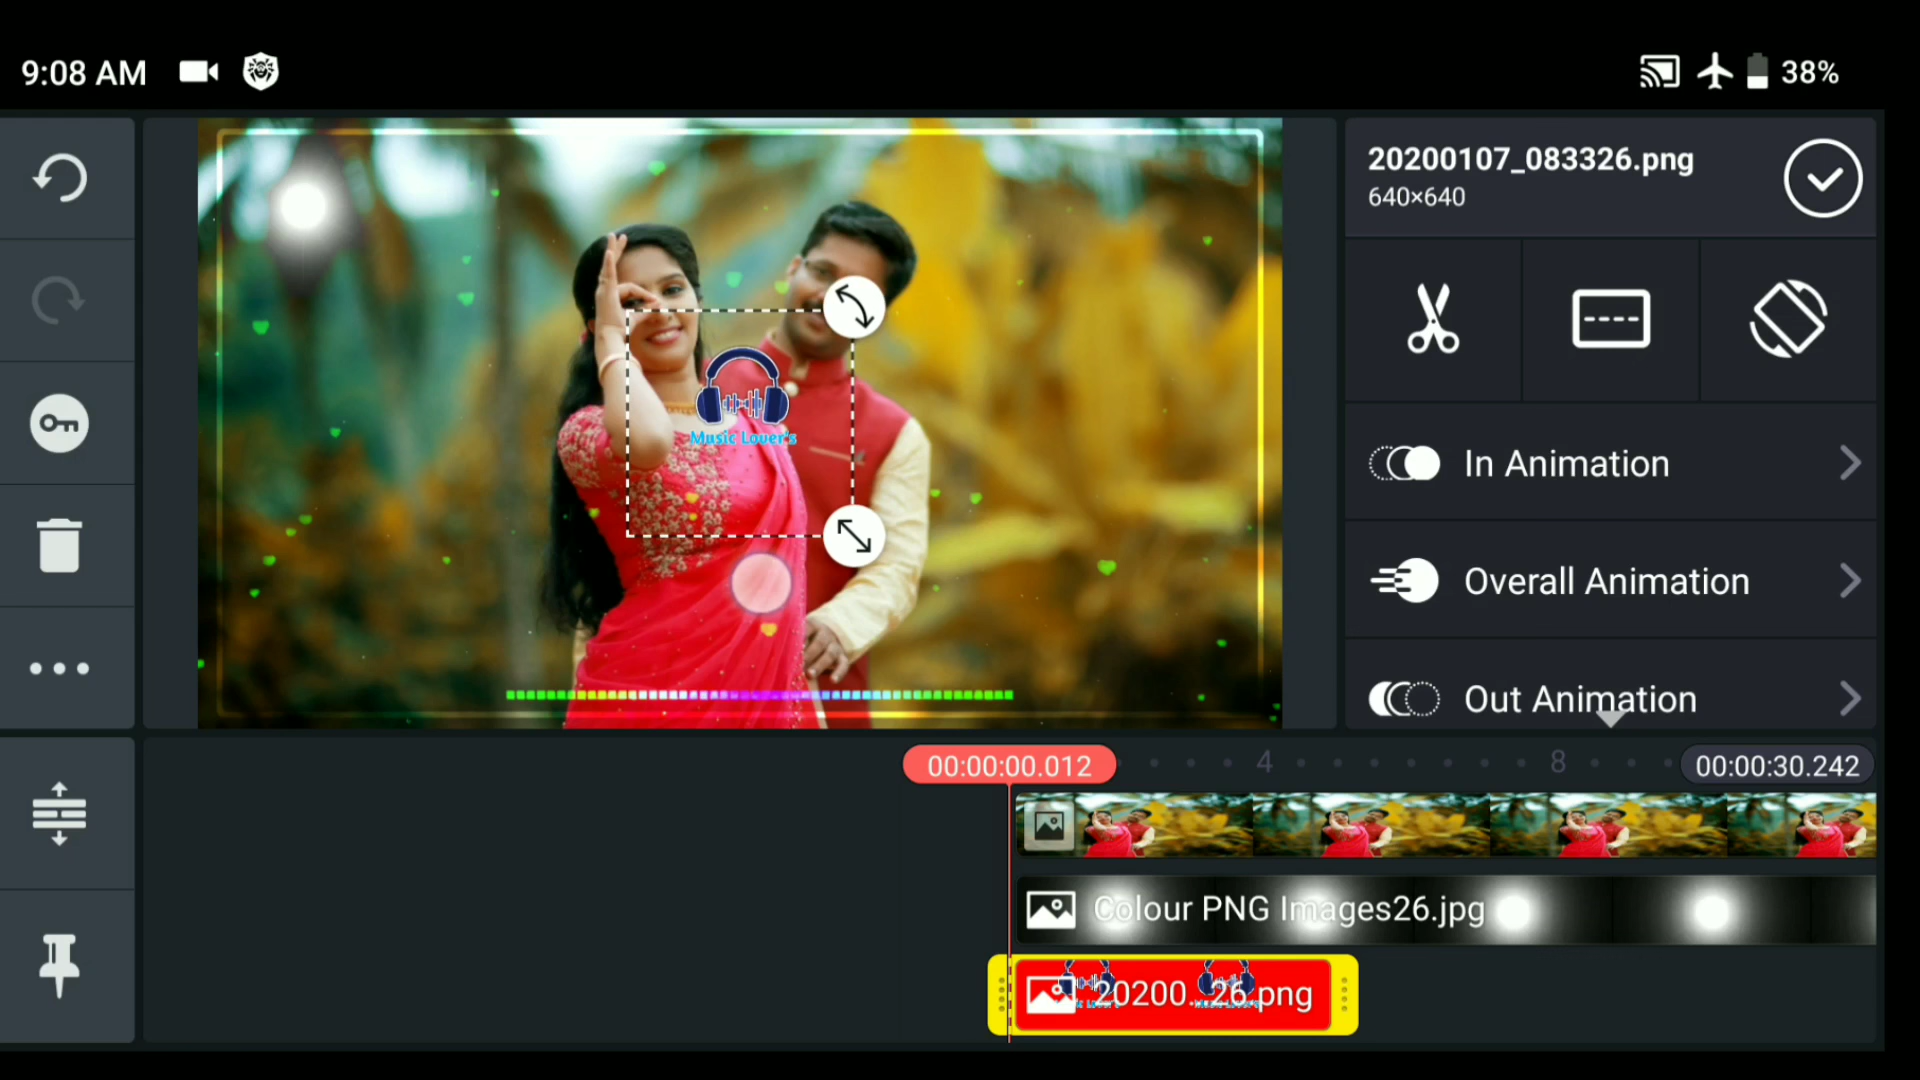 9:08 AM
38%
20200107_083326.png
640×640
In Animation
Overall Animation
Out Animation
Music Lover's
00:00:00.012
4
8
00:00:30.242
Colour PNG Images26.jpg
20200...26.png